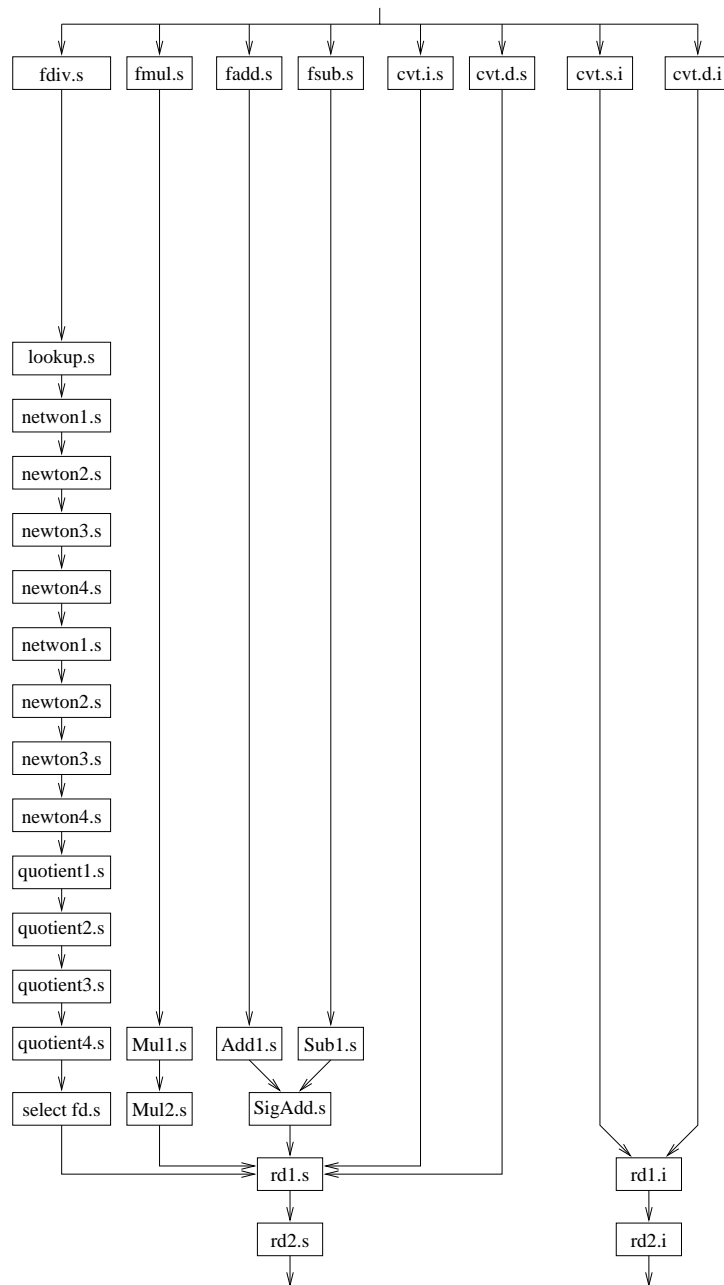 fdiv.s fmul.s fadd.s fsub.s cvt.i.s cvt.d.s cvt.s.i cvt.d.i
lookup.s
netwon1.s
newton2.s
newton3.s
newton4.s
netwon1.s
newton2.s
newton3.s
newton4.s
quotient1.s
quotient2.s
quotient3.s
quotient4.s Mul1.s Add1.s Sub1.s
select fd.s Mul2.s SigAdd.s
rd1.s rd1.i
rd2.s rd2.i